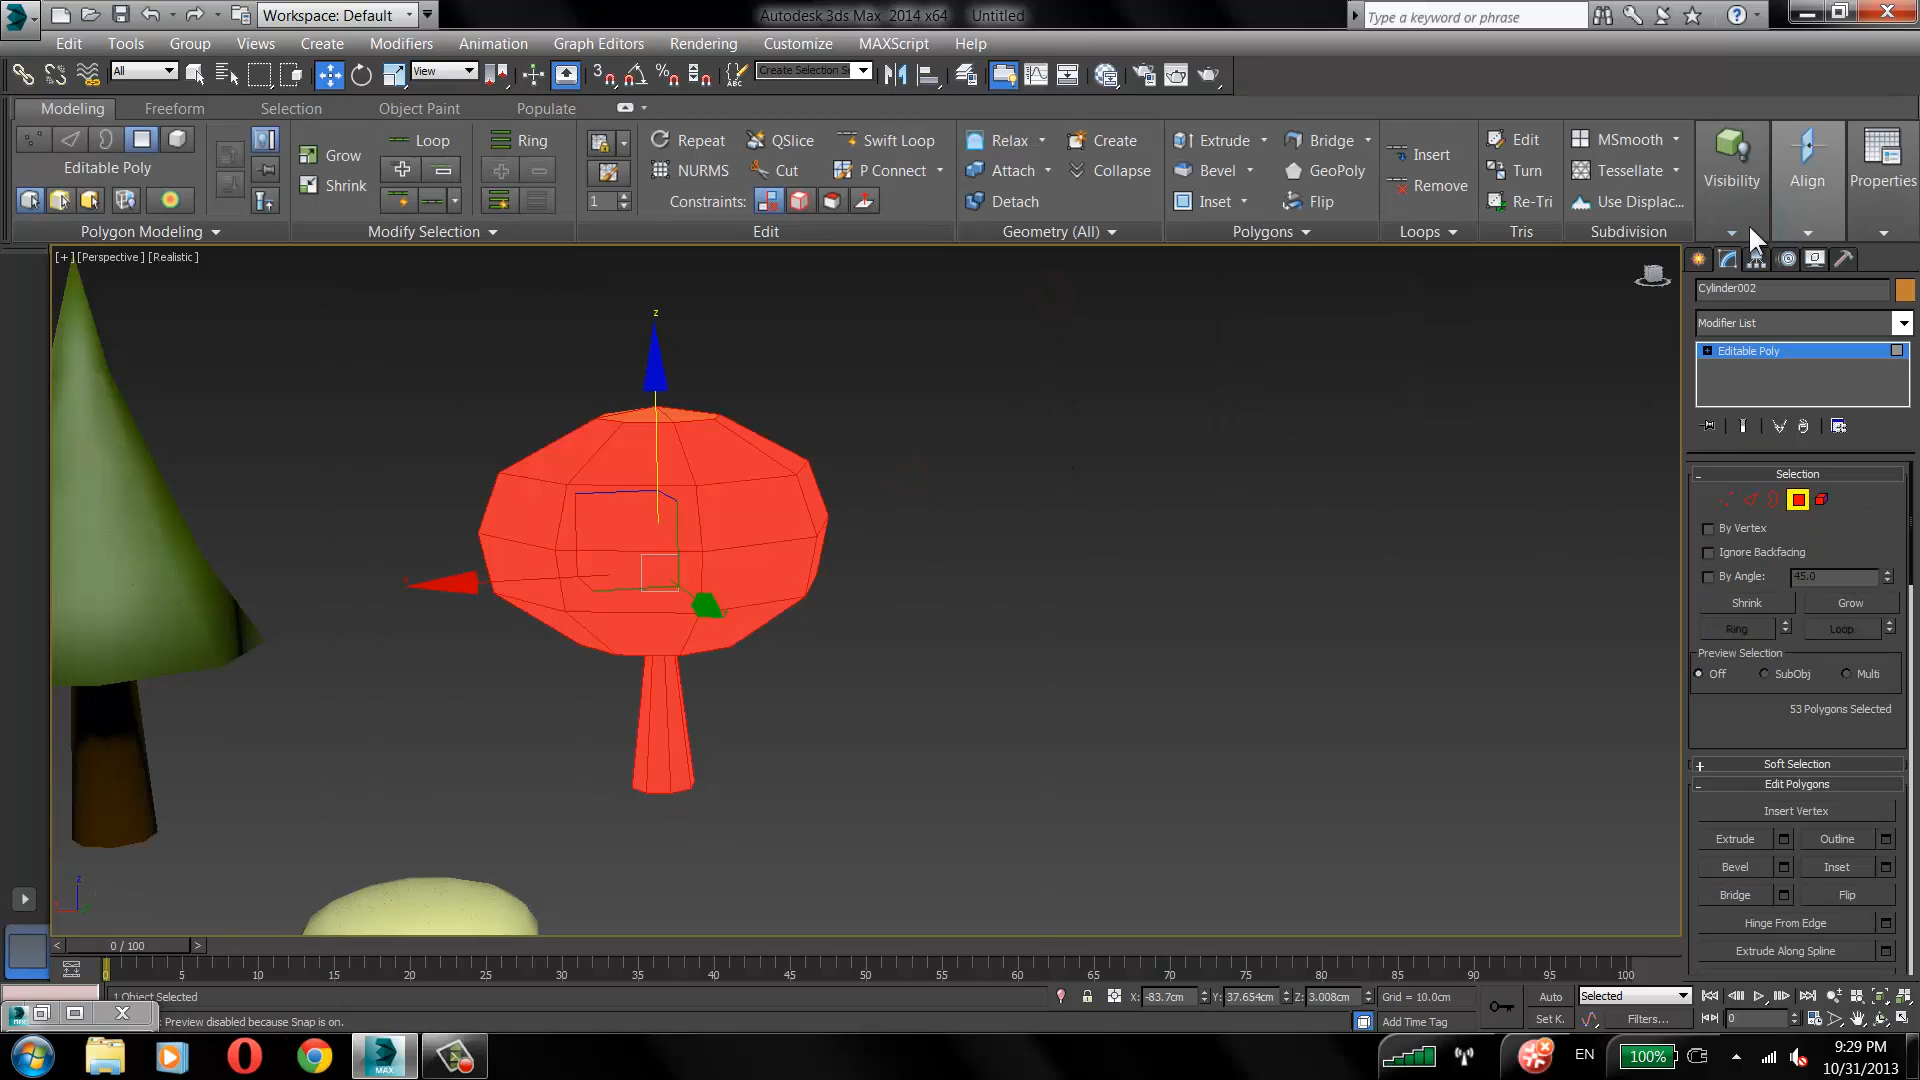 Workspace: Default
Autodesk 3ds Max 2014 x64 Untitled
Type a keyword or phrase
Edit Tools Group Views Create Modifiers Animation Graph Editors Rendering Customize MAXScript Help
All
View
3
ABC
Create Selection S
Modeling Freeform Selection Object Paint Populate
Loop Ring Repeat QSlice Swift Loop Relax Create Extrude Bridge Edit MSmooth
Editable Poly Grow Insert
NURMS Cut P Connect Attach Collapse Bevel GeoPoly Turn Tessellate Visibility Align Properties
Shrink Remove
1 Constraints: Detach Inset Flip Re-Tri Use Displac...
Polygon Modeling Modify Selection Edit Geometry (All) Polygons Loops Tris Subdivision
[+] [Perspective] [Realistic]
Cylinder002
Modifier List
Editable Poly
z
x
Selection
By Vertex
Ignore Backfacing
By Angle: 45.0
Shrink Grow
Ring Loop
Preview Selection
Off SubObj Multi
53 Polygons Selected
Soft Selection
Edit Polygons
Insert Vertex
Extrude Outline
Bevel Inset
Bridge Flip
Hinge From Edge
Extrude Along Spline
z
< 0 / 100 >
0 5 10 15 20 25 30 35 40 45 50 55 60 65 70 75 80 85 90 95 100
1 Object Selected X: -83.7cm Y: 37.654cm Z: 3.008cm Grid = 10.0cm Auto Selected
: Preview disabled because Snap is on. Add Time Tag Set K. Filters... 0
MAX
EN 100% 9:29 PM
10/31/2013